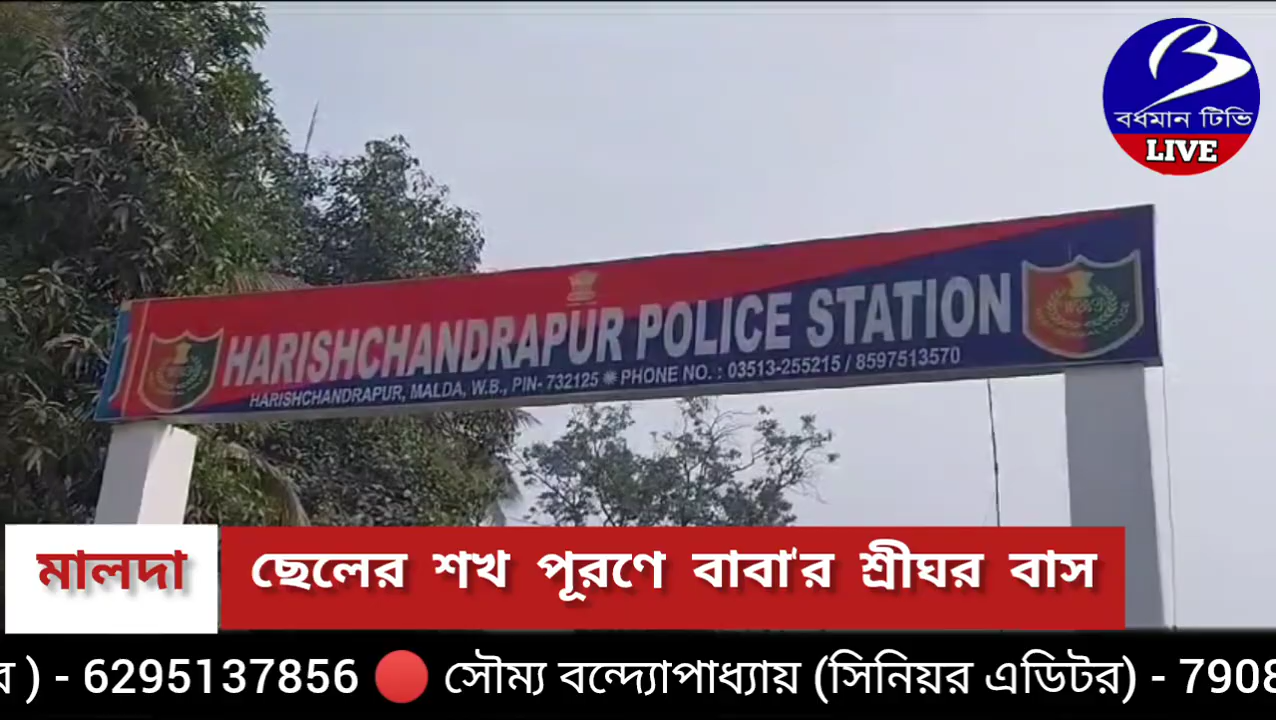 বর্ধমান টিভি
LIVE
HARISHCHANDRAPUR POLICE STATION
HARISHCHANDRAPUR, MALDA, W.B., PIN- 732125 ✺ PHONE NO. : 03513-255215 / 8597513570
মালদা
ছেলের শখ পূরণে বাবা'র শ্রীঘর বাস
) - 6295137856 🔴 সৌম্য বন্দ্যোপাধ্যায় (সিনিয়র এডিটর) - 7908